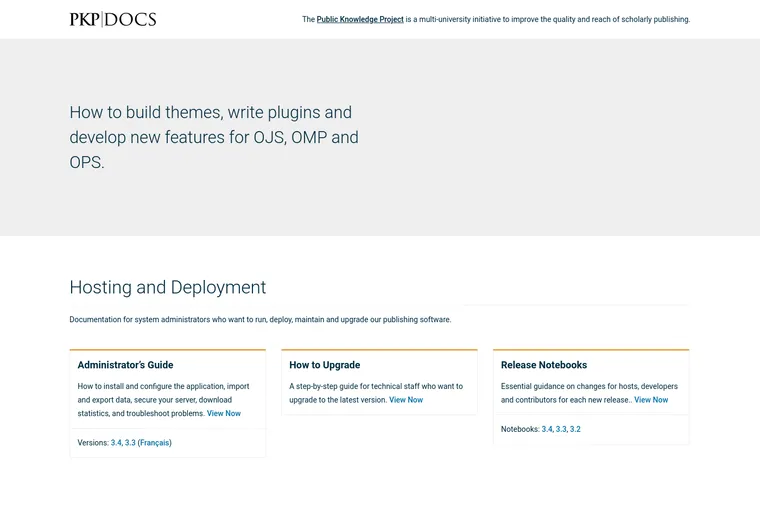 PKP|DOCS
The Public Knowledge Project is a multi-university initiative to improve the quality and reach of scholarly publishing.
How to build themes, write plugins and
develop new features for OJS, OMP and
OPS.
Hosting and Deployment
Documentation for system administrators who want to run, deploy, maintain and upgrade our publishing software.
Administrator's Guide
How to install and configure the application, import
and export data, secure your server, download
statistics, and troubleshoot problems. View Now
Versions: 3.4, 3.3 (Français)
How to Upgrade
A step-by-step guide for technical staff who want to
upgrade to the latest version. View Now
Release Notebooks
Essential guidance on changes for hosts, developers
and contributors for each new release.. View Now
Notebooks: 3.4, 3.3, 3.2